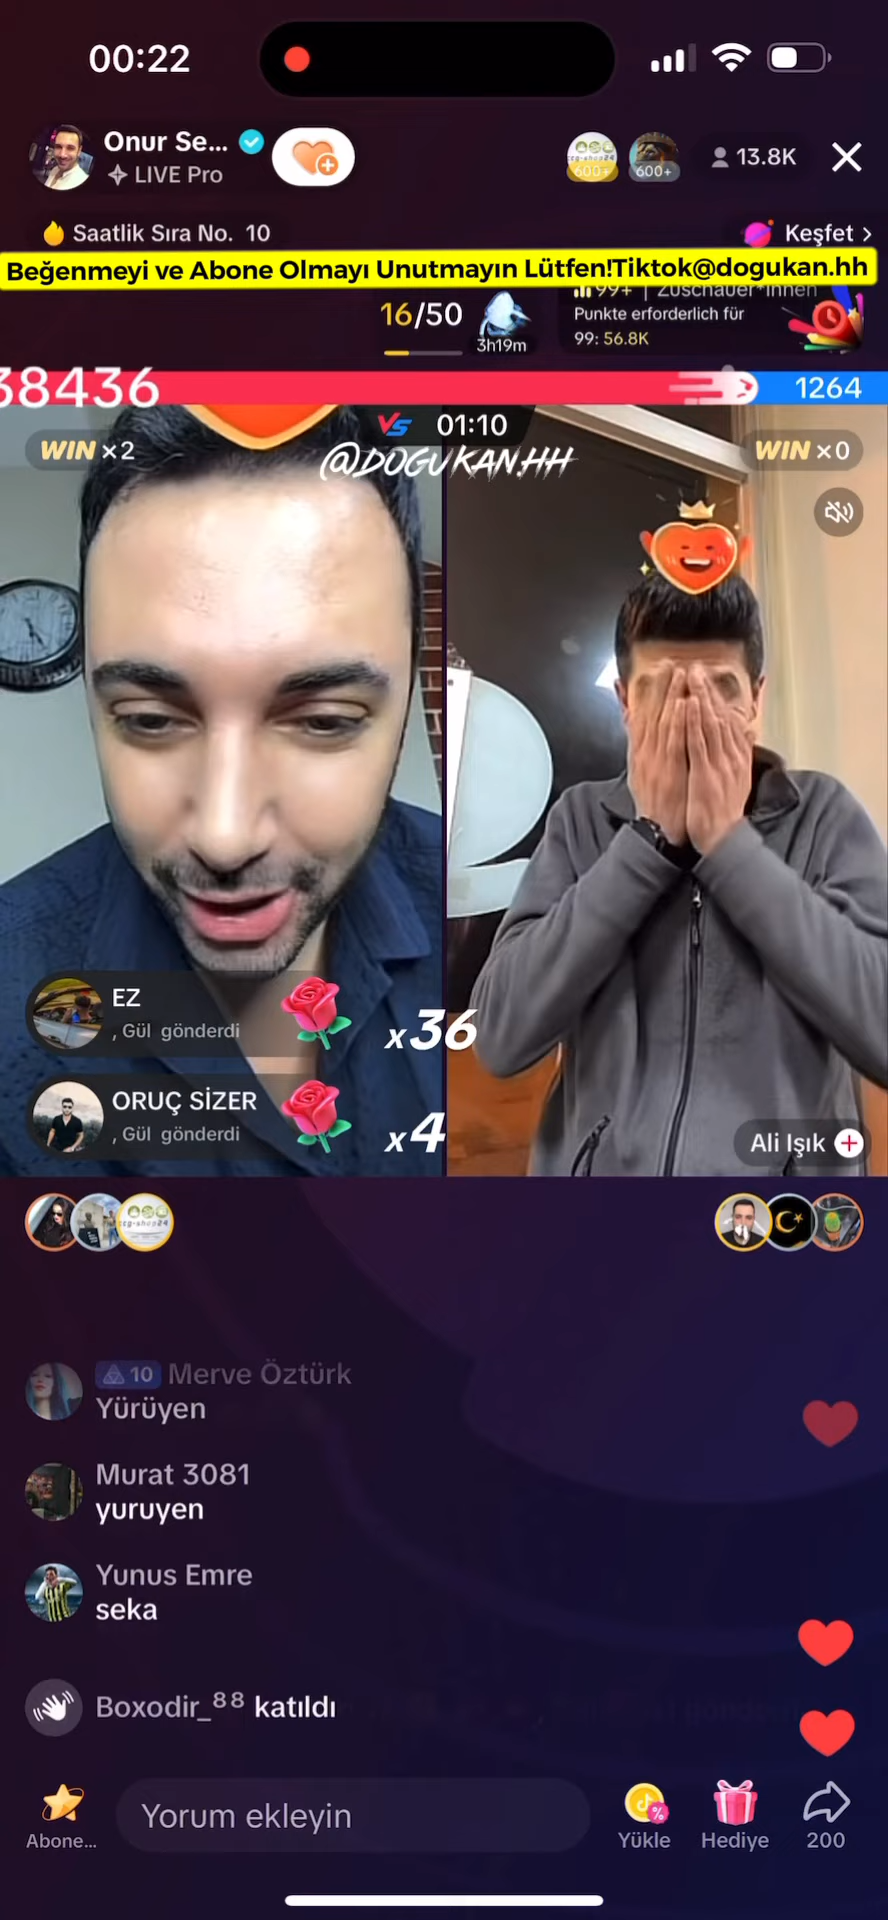 00:22
Onur Se...
LIVE Pro
600+
600+
13.8K
Saatlik Sıra No. 10
Keşfet >
Beğenmeyi ve Abone Olmayı Unutmayın Lütfen!Tiktok@dogukan.hh
99+ | Zuschauer*innen
16/50
Punkte erforderlich für
99: 56.8K
3h19m
38436
1264
VS 01:10
WIN x2
WIN x0
@DOGUKAN.HH
EZ
, Gül gönderdi
x36
ORUÇ SİZER
, Gül gönderdi
x4
Ali Işık
crg-shop24
10 Merve Öztürk
Yürüyen
Murat 3081
yuruyen
Yunus Emre
seka
Boxodir_⁸⁸ katıldı
Yorum ekleyin
Abone...
Yükle
Hediye
200